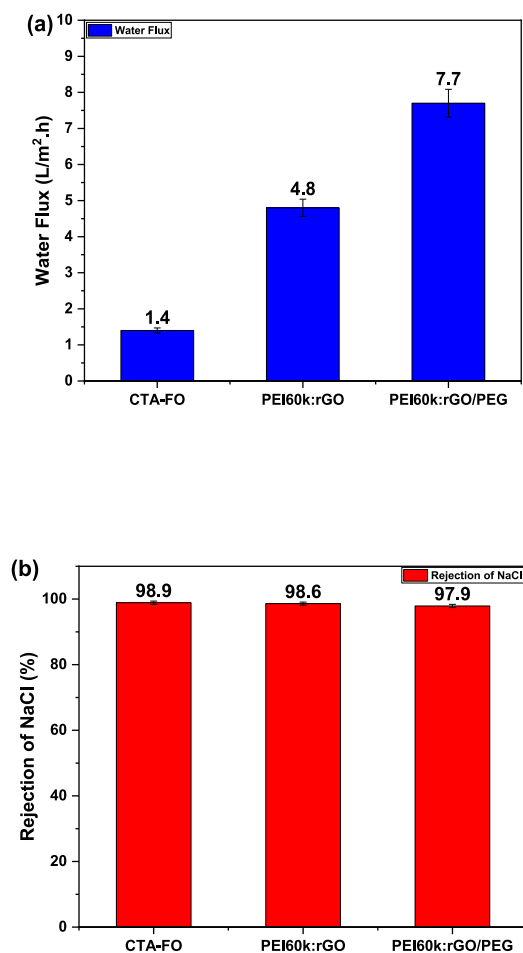 (a)
Water Flux
Water Flux (L/m².h)
10
9
8
7
6
5
4
3
2
1
0
1.4
4.8
7.7
CTA-FO
PEI60k:rGO
PEI60k:rGO/PEG
(b)
Rejection of NaCl
Rejection of NaCl (%)
100
80
60
40
20
0
98.9
98.6
97.9
CTA-FO
PEI60k:rGO
PEI60k:rGO/PEG